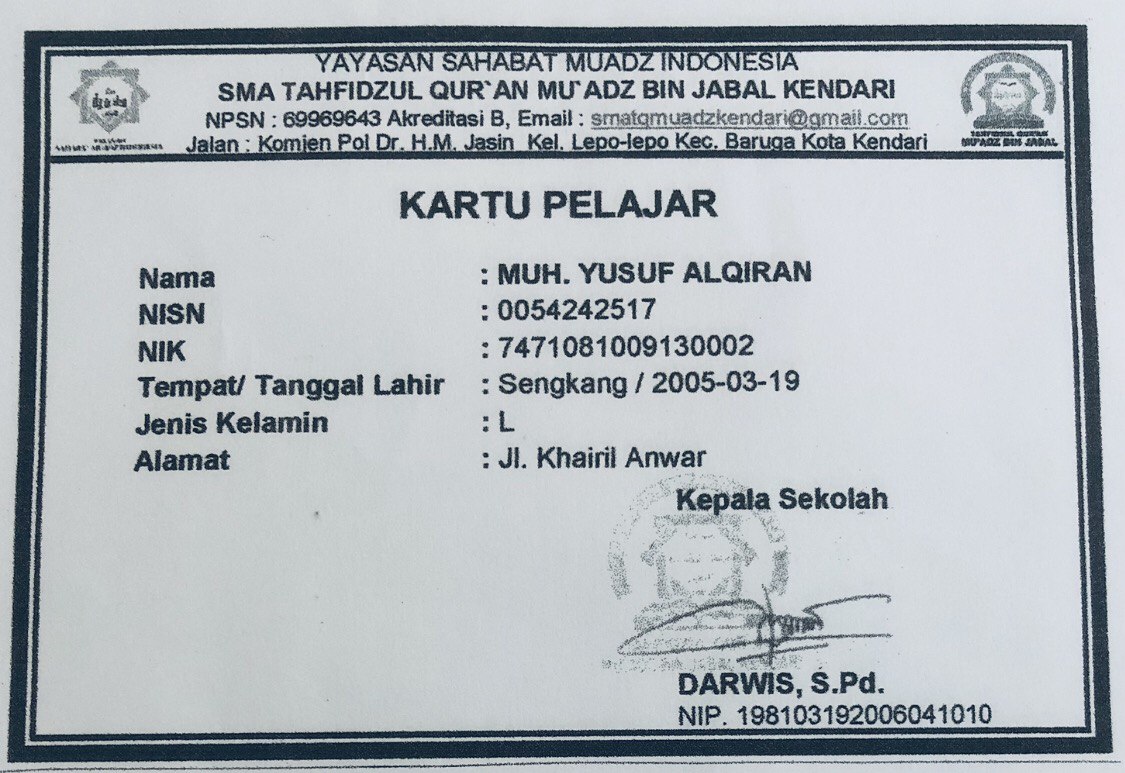 YAYASAN SAHABAT MUADZ INDONESIA
SMA TAHFIDZUL QUR`AN MU`ADZ BIN JABAL KENDARI
NPSN : 69969643 Akreditasi B, Email : smatqmuadzkendari@gmail.com
Jalan : Komjen Pol Dr. H.M. Jasin Kel. Lepo-lepo Kec. Baruga Kota Kendari
TAHFIDZUL QUR'AN
MU'ADZ BIN JABAL
KARTU PELAJAR
Nama : MUH. YUSUF ALQIRAN
NISN : 0054242517
NIK : 7471081009130002
Tempat/ Tanggal Lahir : Sengkang / 2005-03-19
Jenis Kelamin : L
Alamat : Jl. Khairil Anwar
Kepala Sekolah
DARWIS, S.Pd.
NIP. 198103192006041010